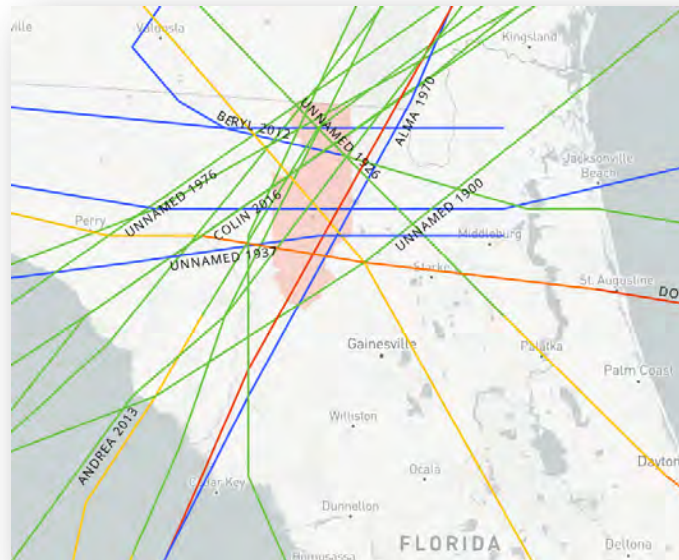 ville
Valdosta
Kingsland
BERYL 2012
UNNAMED 1926
ALMA 1970
Jacksonville
Beach
UNNAMED 1976
COLIN 2016
UNNAMED 1900
Perry
Middleburg
UNNAMED 1937
Starke
St. Augustine
DO
Gainesville
Palatka
Palm Coast
ANDREA 2013
Williston
Ocala
Dayton
Cedar Key
Dunnellon
FLORIDA
Deltona
Homosassa